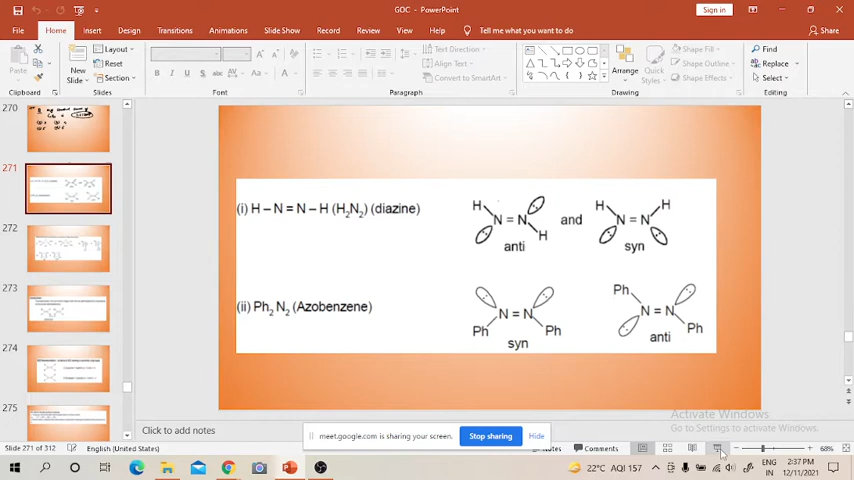 GOC - PowerPoint
Sign in
File Home Insert Design Transitions Animations Slide Show Review View Help Tell me what you want to do Share
Paste
New Slide
Layout
Reset
Section
Text Direction
Align Text
Convert to SmartArt
Arrange
Quick Styles
Shape Fill
Shape Outline
Shape Effects
Find
Replace
Select
Clipboard Slides Font Paragraph Drawing Editing
270
271
272
273
274
275
(i) H – N = N – H (H2N2) (diazine)
H N = N H
anti
and
H N = N H
syn
(ii) Ph2 N2 (Azobenzene)
N = N
Ph Ph
syn
Ph
N = N
Ph
anti
Activate Windows
Go to Settings to activate Windows.
Click to add notes
meet.google.com is sharing your screen. Stop sharing Hide
Slide 271 of 312 English (United States) Notes Comments 68%
22°C AQI 157 ENG IN 2:37 PM 12/11/2021